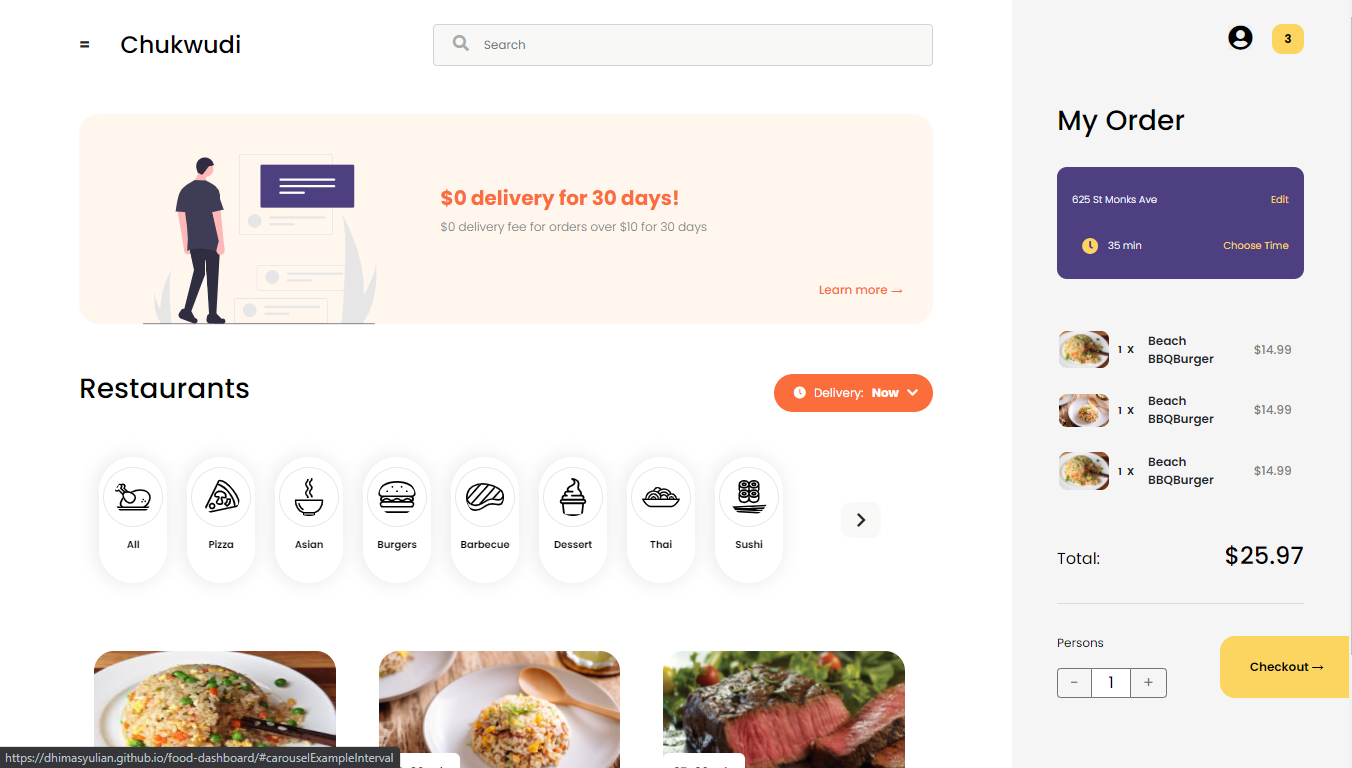 =
Chukwudi
Search
3
$0 delivery for 30 days!
$0 delivery fee for orders over $10 for 30 days
Learn more →
Restaurants
Delivery: Now
All
Pizza
Asian
Burgers
Barbecue
Dessert
Thai
Sushi
My Order
625 St Monks Ave
Edit
35 min
Choose Time
1 x
Beach
BBQBurger
$14.99
1 x
Beach
BBQBurger
$14.99
1 x
Beach
BBQBurger
$14.99
Total:
$25.97
Persons
- 1 +
Checkout →
https://dhimasyulian.github.io/food-dashboard/#carouselExampleInterval